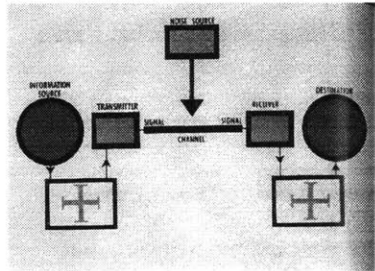 NOISE SOURCE
INFORMATION
SOURCE
TRANSMITTER
SIGNAL
CHANNEL
SIGNAL
RECEIVER
DESTINATION